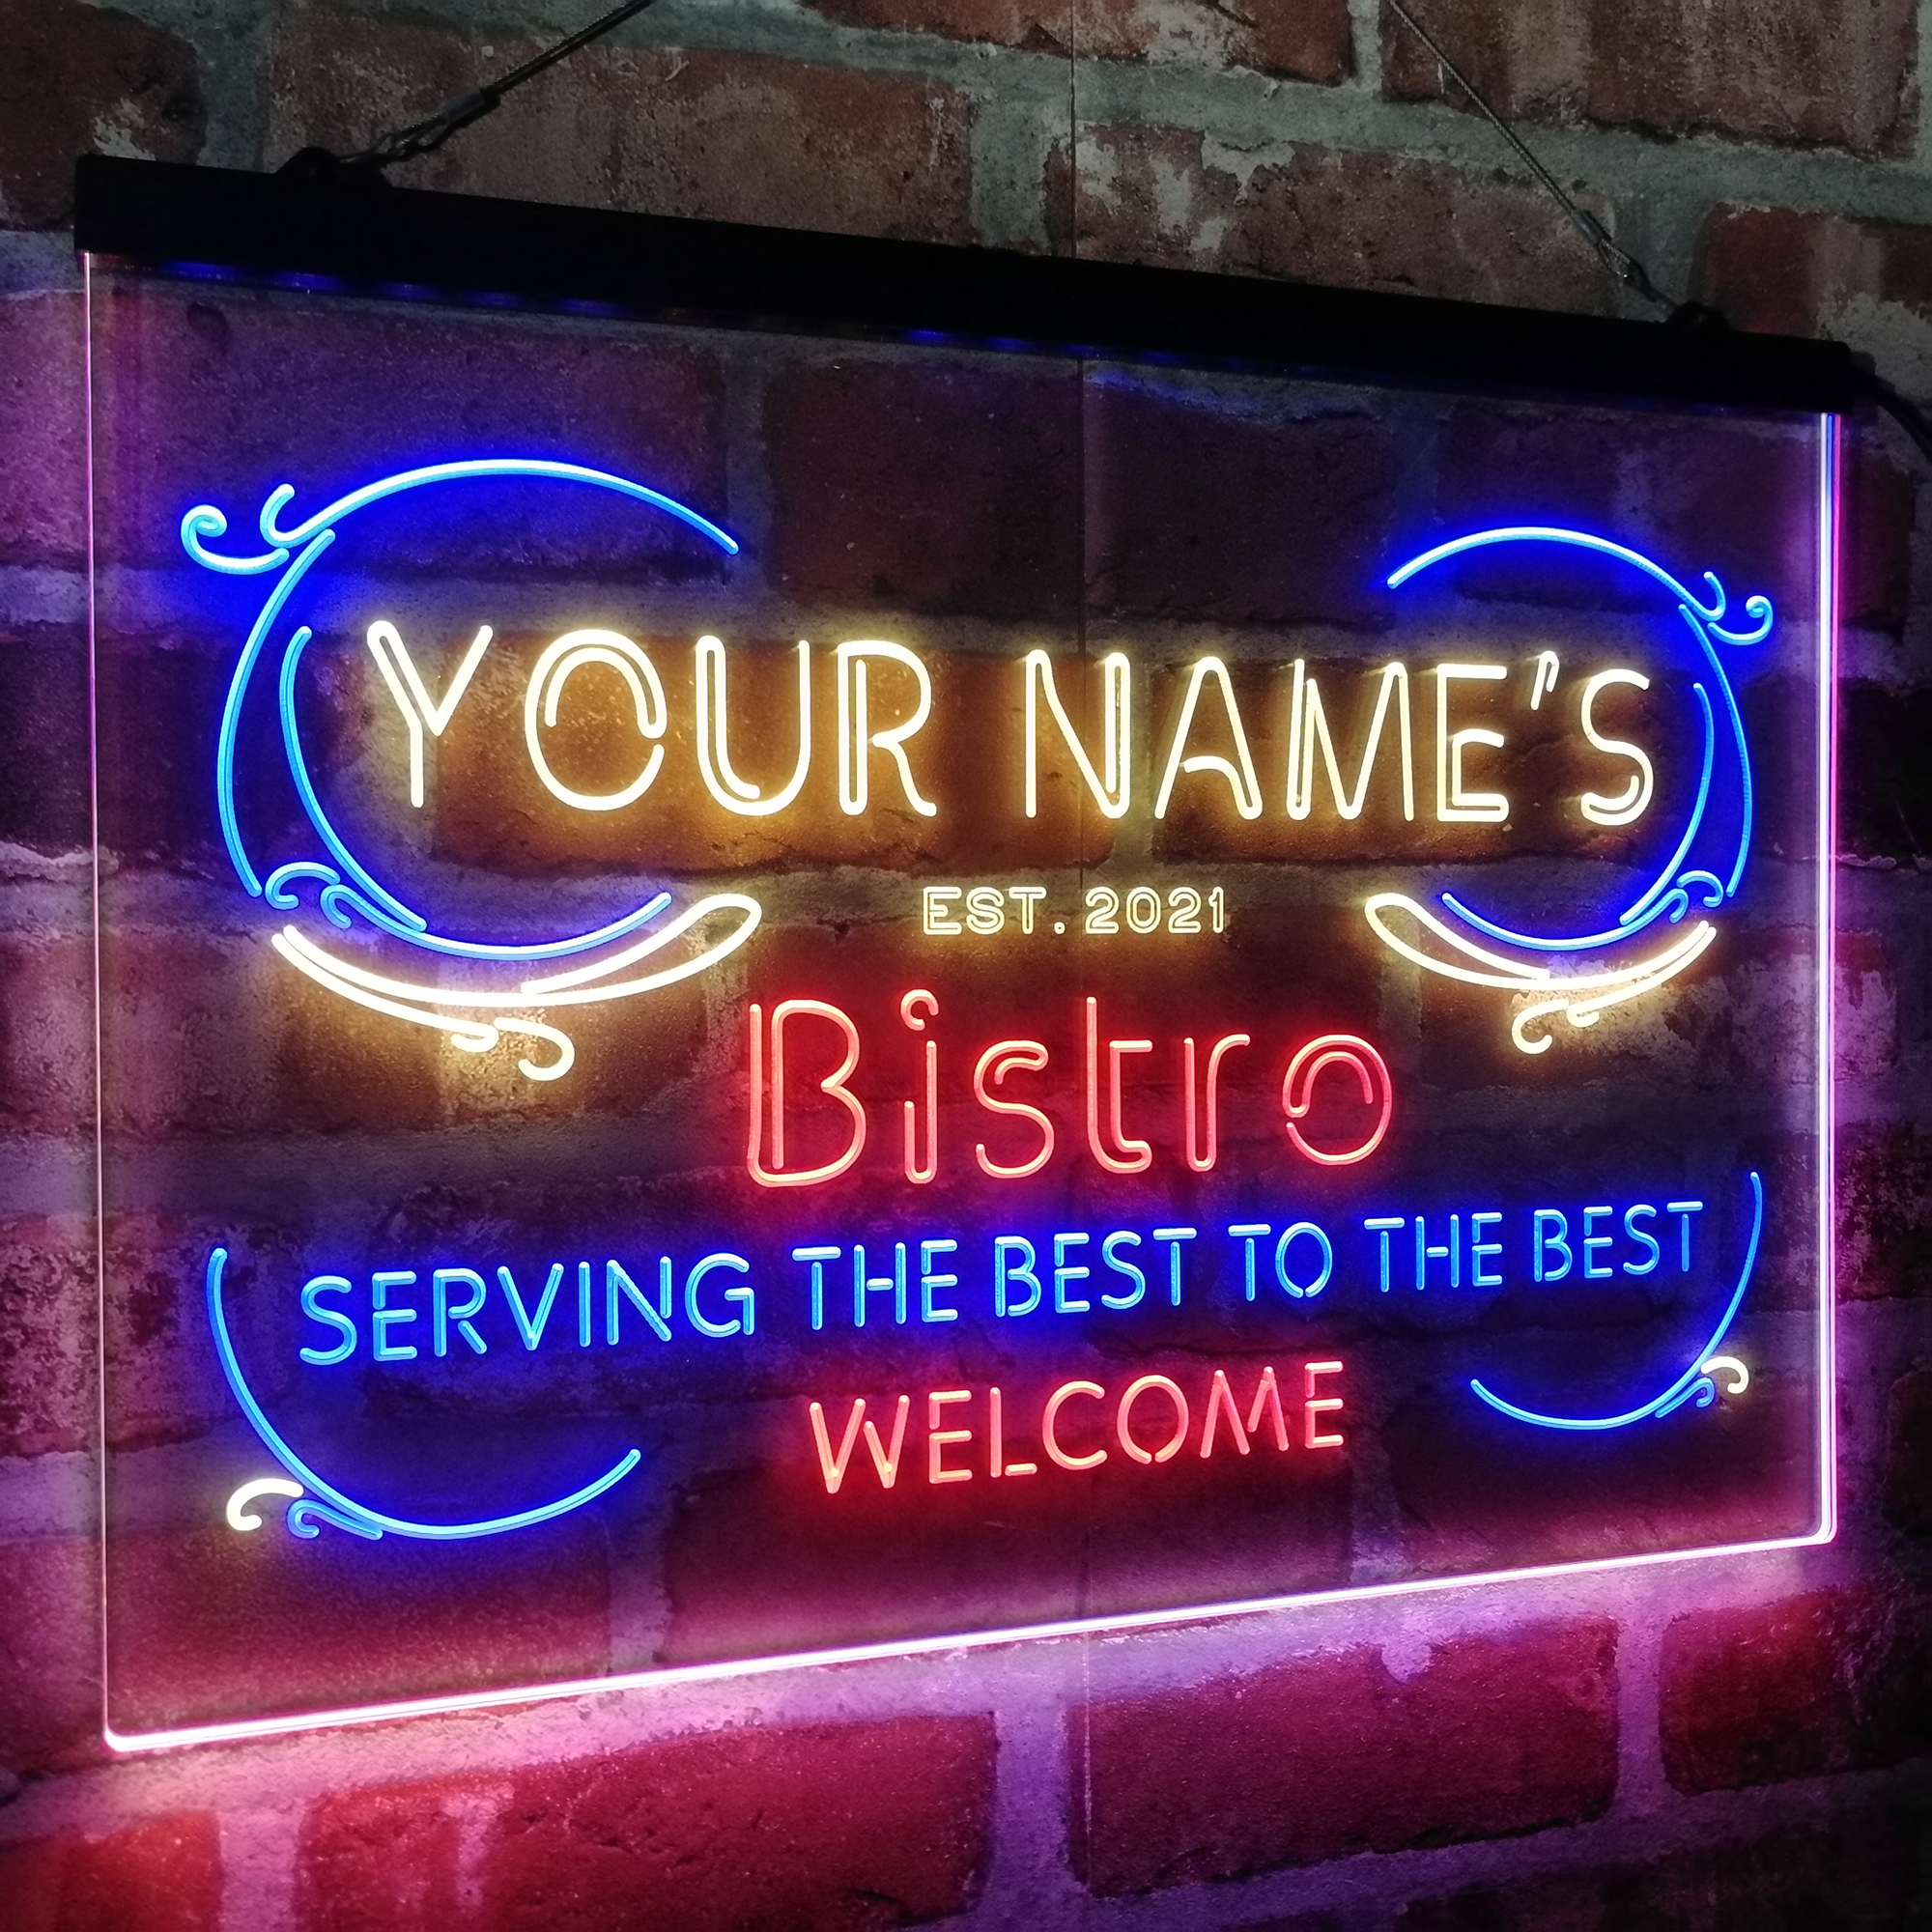 YOUR NAME'S
EST. 2021
Bistro
SERVING THE BEST TO THE BEST
WELCOME